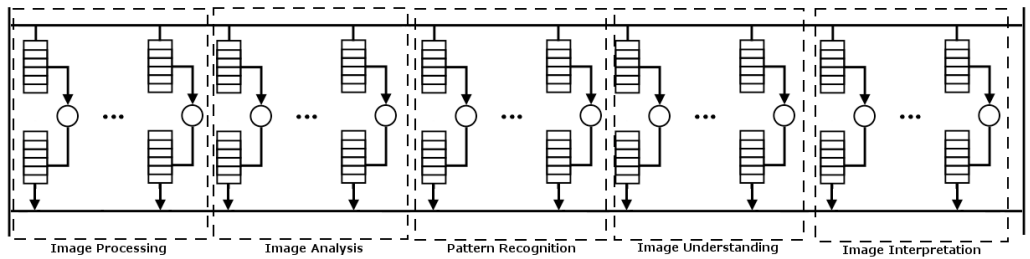 Image Processing
Image Analysis
Pattern Recognition
Image Understanding
Image Interpretation